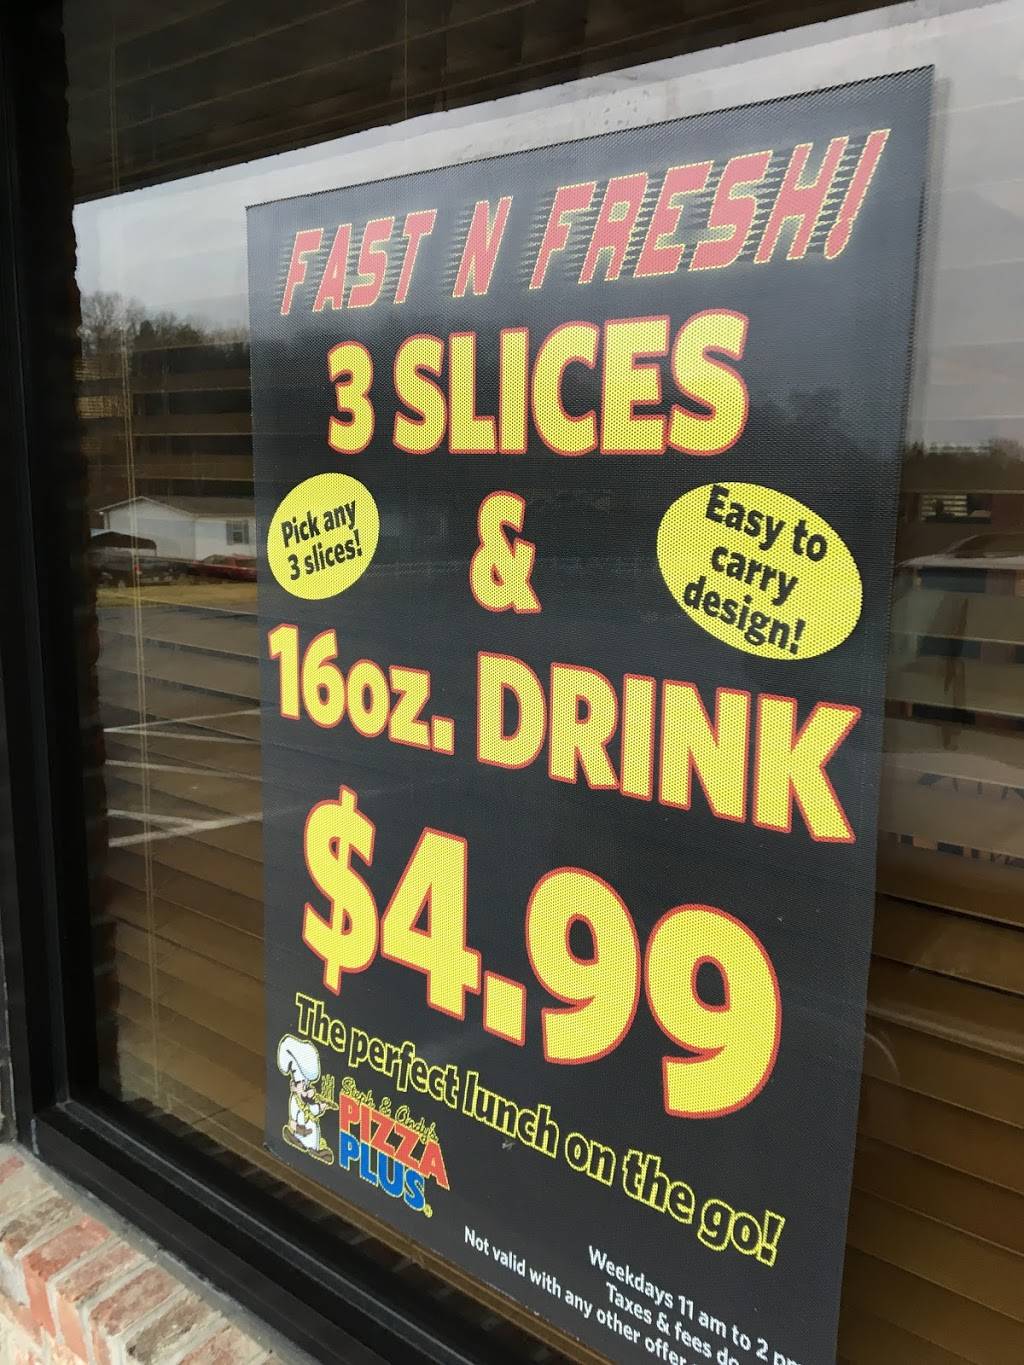 FAST N FRESH!
3 SLICES
Pick any
3 slices!
&
Easy to
carry
design!
16oz. DRINK
$4.99
The perfect lunch on the go!
Steph & Andy's
PIZZA
PLUS
Weekdays 11 am to 2 pm
Taxes & fees do
Not valid with any other offer